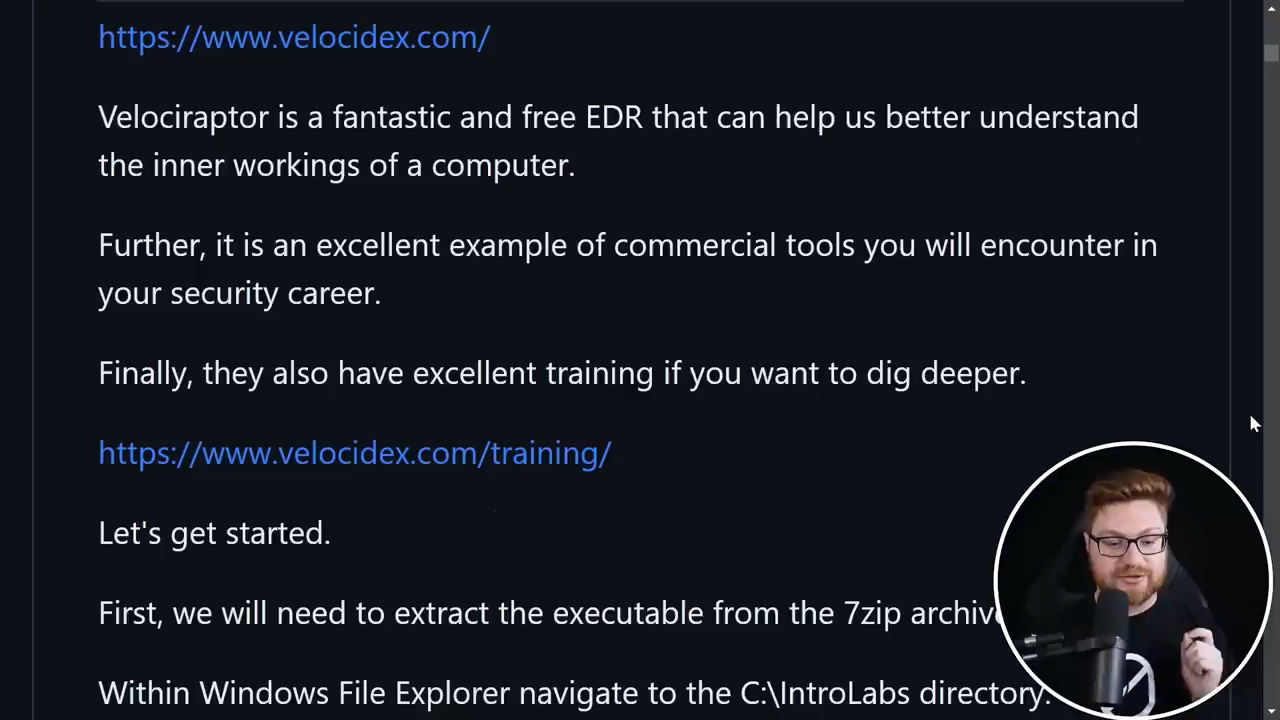 https://www.velocidex.com/
Velociraptor is a fantastic and free EDR that can help us better understand
the inner workings of a computer.
Further, it is an excellent example of commercial tools you will encounter in
your security career.
Finally, they also have excellent training if you want to dig deeper.
https://www.velocidex.com/training/
Let's get started.
First, we will need to extract the executable from the 7zip archive
Within Windows File Explorer navigate to the C:\IntroLabs directory.